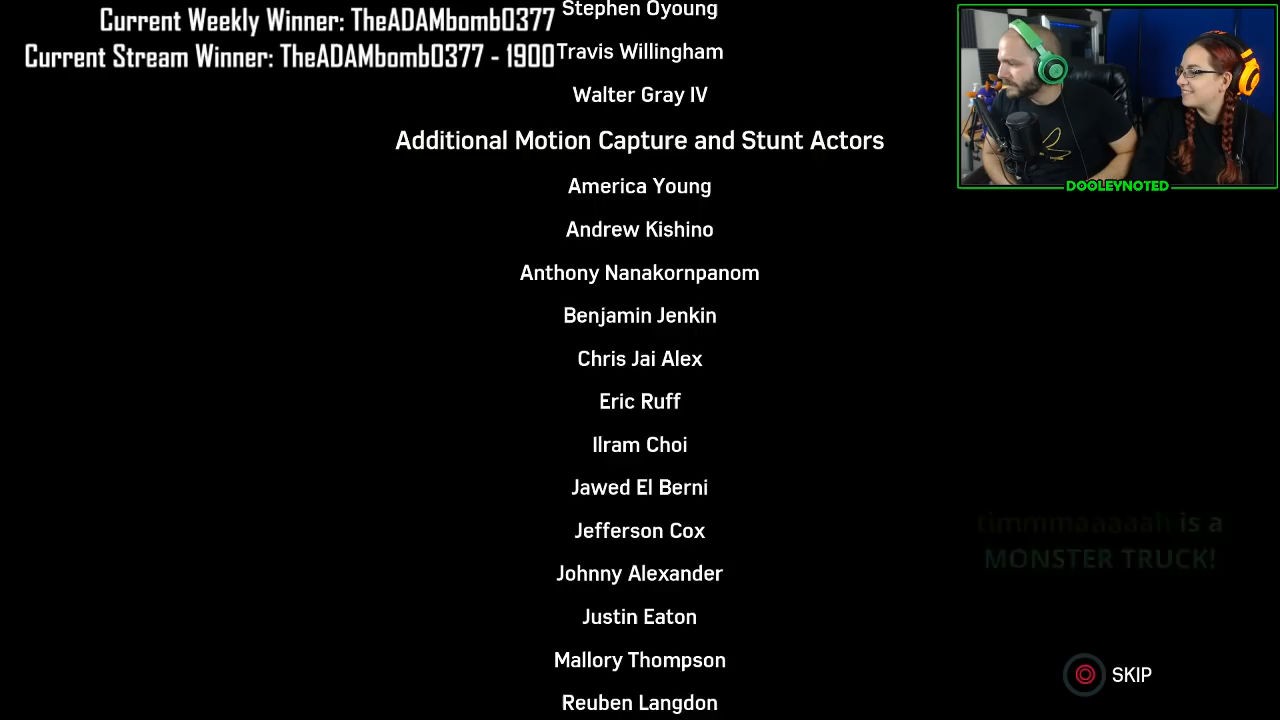 Current Weekly Winner: TheADAMbomb0377
Current Stream Winner: TheADAMbomb0377 - 1900
Stephen Oyoung
Travis Willingham
Walter Gray IV
Additional Motion Capture and Stunt Actors
America Young
Andrew Kishino
Anthony Nanakornpanom
Benjamin Jenkin
Chris Jai Alex
Eric Ruff
Ilram Choi
Jawed El Berni
Jefferson Cox
Johnny Alexander
Justin Eaton
Mallory Thompson
Reuben Langdon
DOOLEYNOTED
timmmaaaaah is a
MONSTER TRUCK!
SKIP